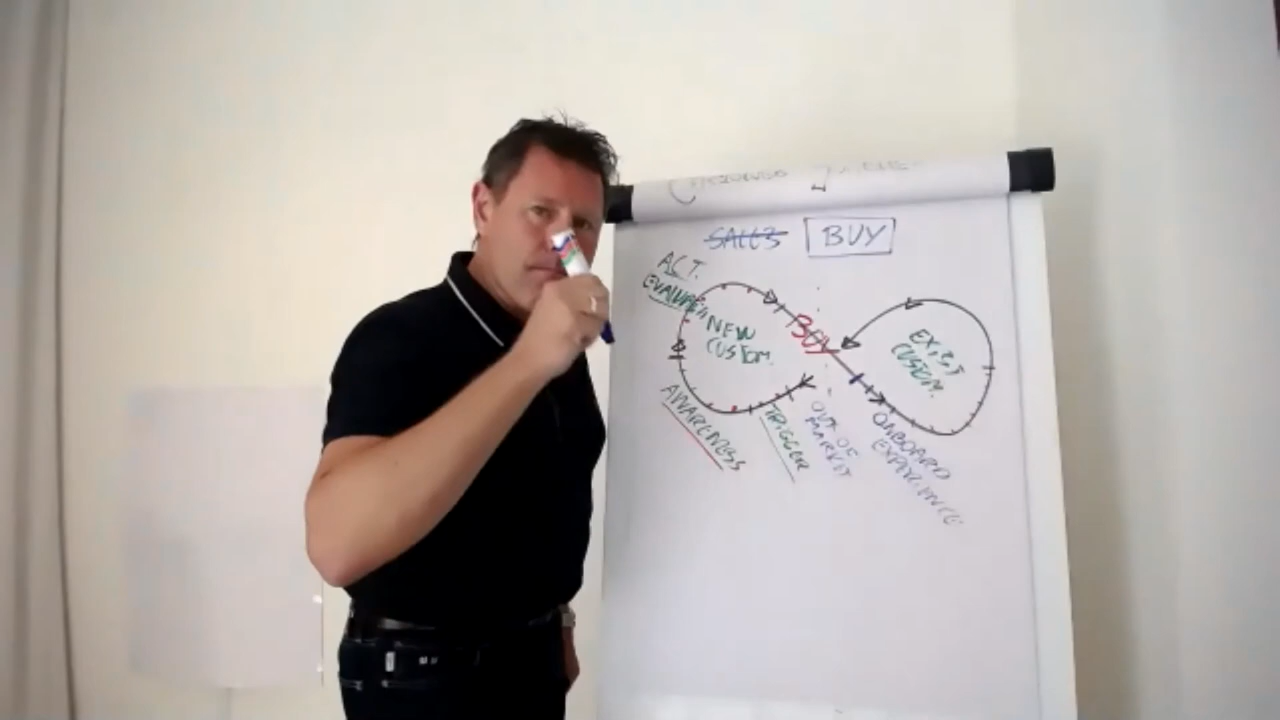 SALES BUY
ACT.
EVALUATE
NEW
CUSTOM.
BUY
EXIST
CUSTOM.
AWARENESS
TRIGGER
OUT OF
MARKET
ONBOARD
EXPERIENCE